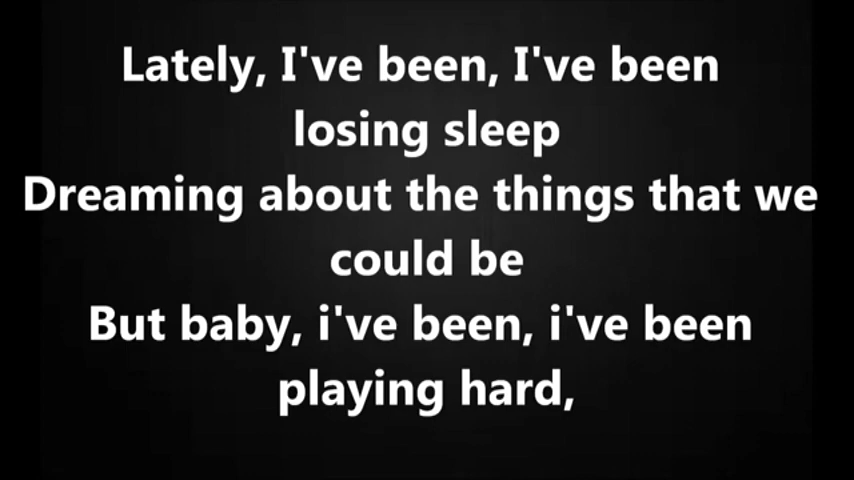 Lately, I've been, I've been
losing sleep
Dreaming about the things that we
could be
But baby, i've been, i've been
playing hard,